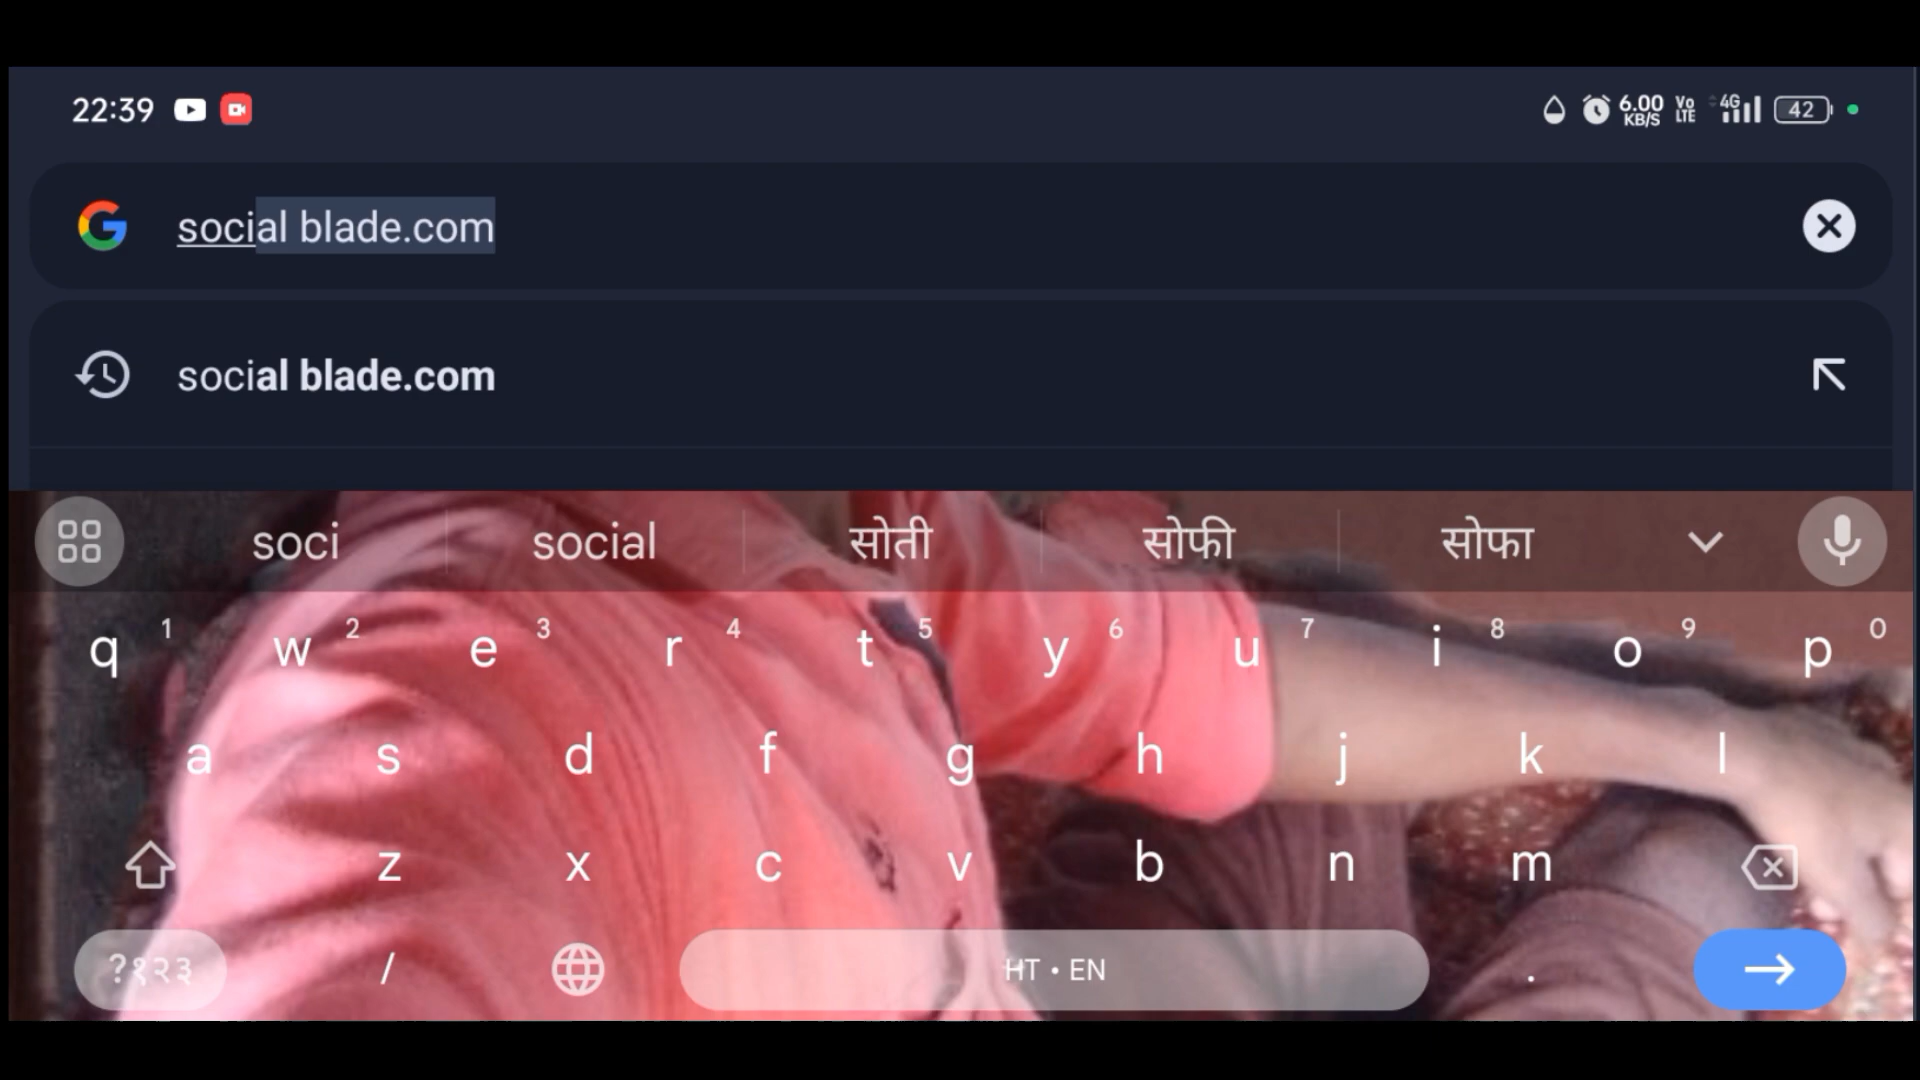 22:39 6.00 KB/S Vo LTE 4G 42
social blade.com
social blade.com
soci social सोती सोफी सोफा
q 1 w 2 e 3 r 4 t 5 y 6 u 7 i 8 o 9 p 0
a s d f g h j k l
z x c v b n m
?१२३ / HT • EN .